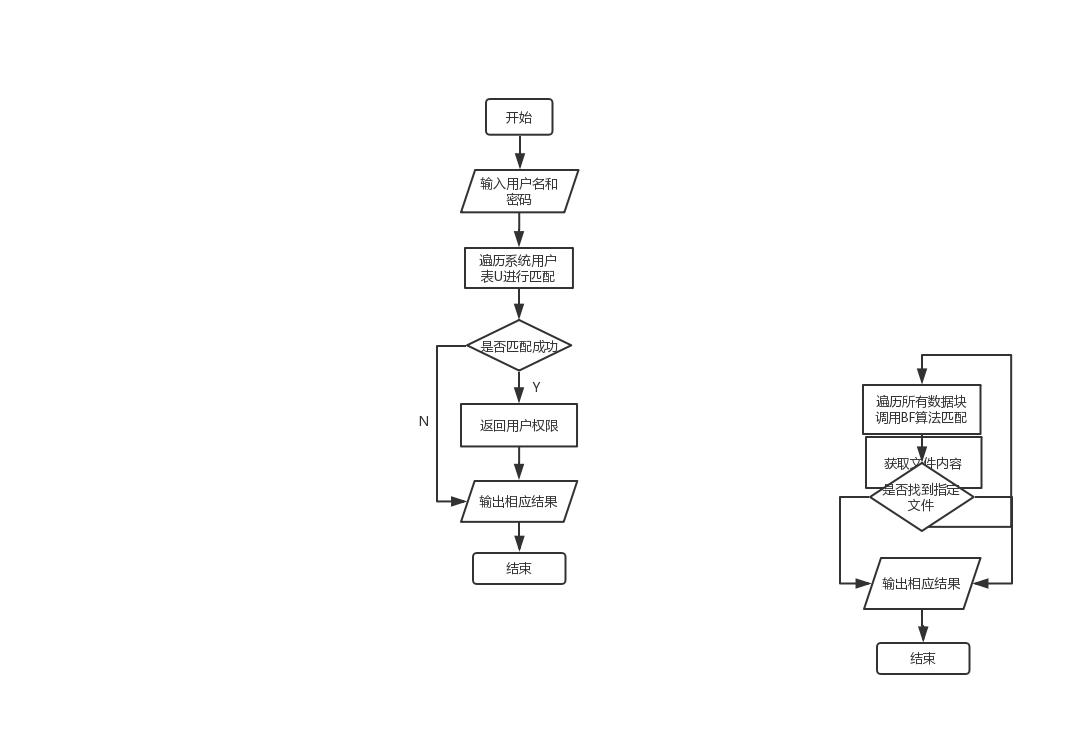 开始
输入用户名和
密码
遍历系统用户
表U进行匹配
是否匹配成功
Y
N
返回用户权限
输出相应结果
结束
遍历所有数据块
调用BF算法匹配
获取文件内容
是否找到指定
文件
输出相应结果
结束